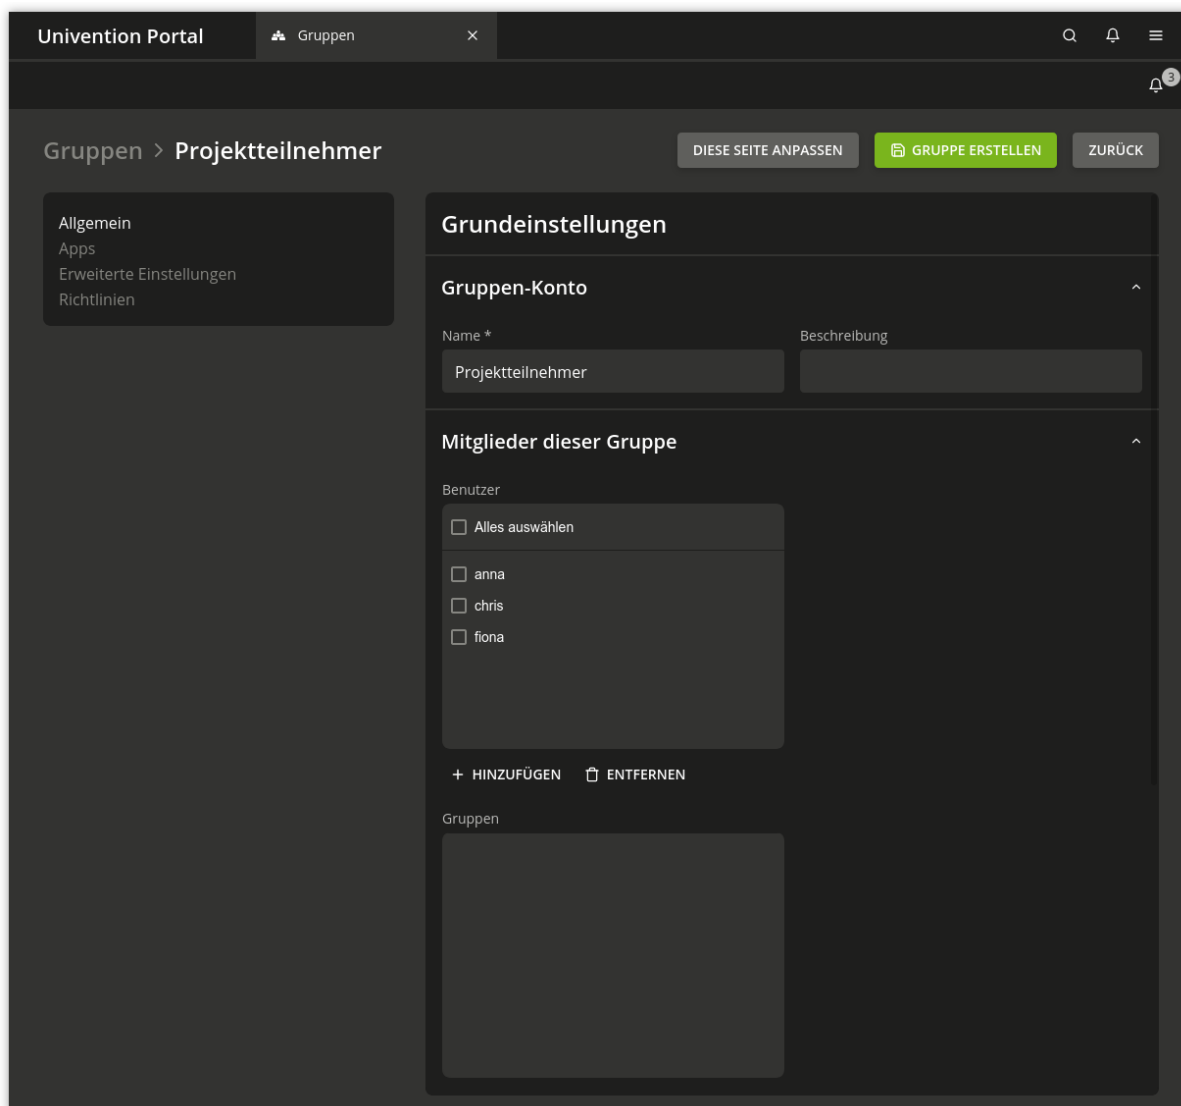 Univention Portal
Gruppen
3
Gruppen > Projektteilnehmer
DIESE SEITE ANPASSEN
GRUPPE ERSTELLEN
ZURÜCK
Allgemein
Apps
Erweiterte Einstellungen
Richtlinien
Grundeinstellungen
Gruppen-Konto
Name *
Beschreibung
Projektteilnehmer
Mitglieder dieser Gruppe
Benutzer
Alles auswählen
anna
chris
fiona
+ HINZUFÜGEN
ENTFERNEN
Gruppen